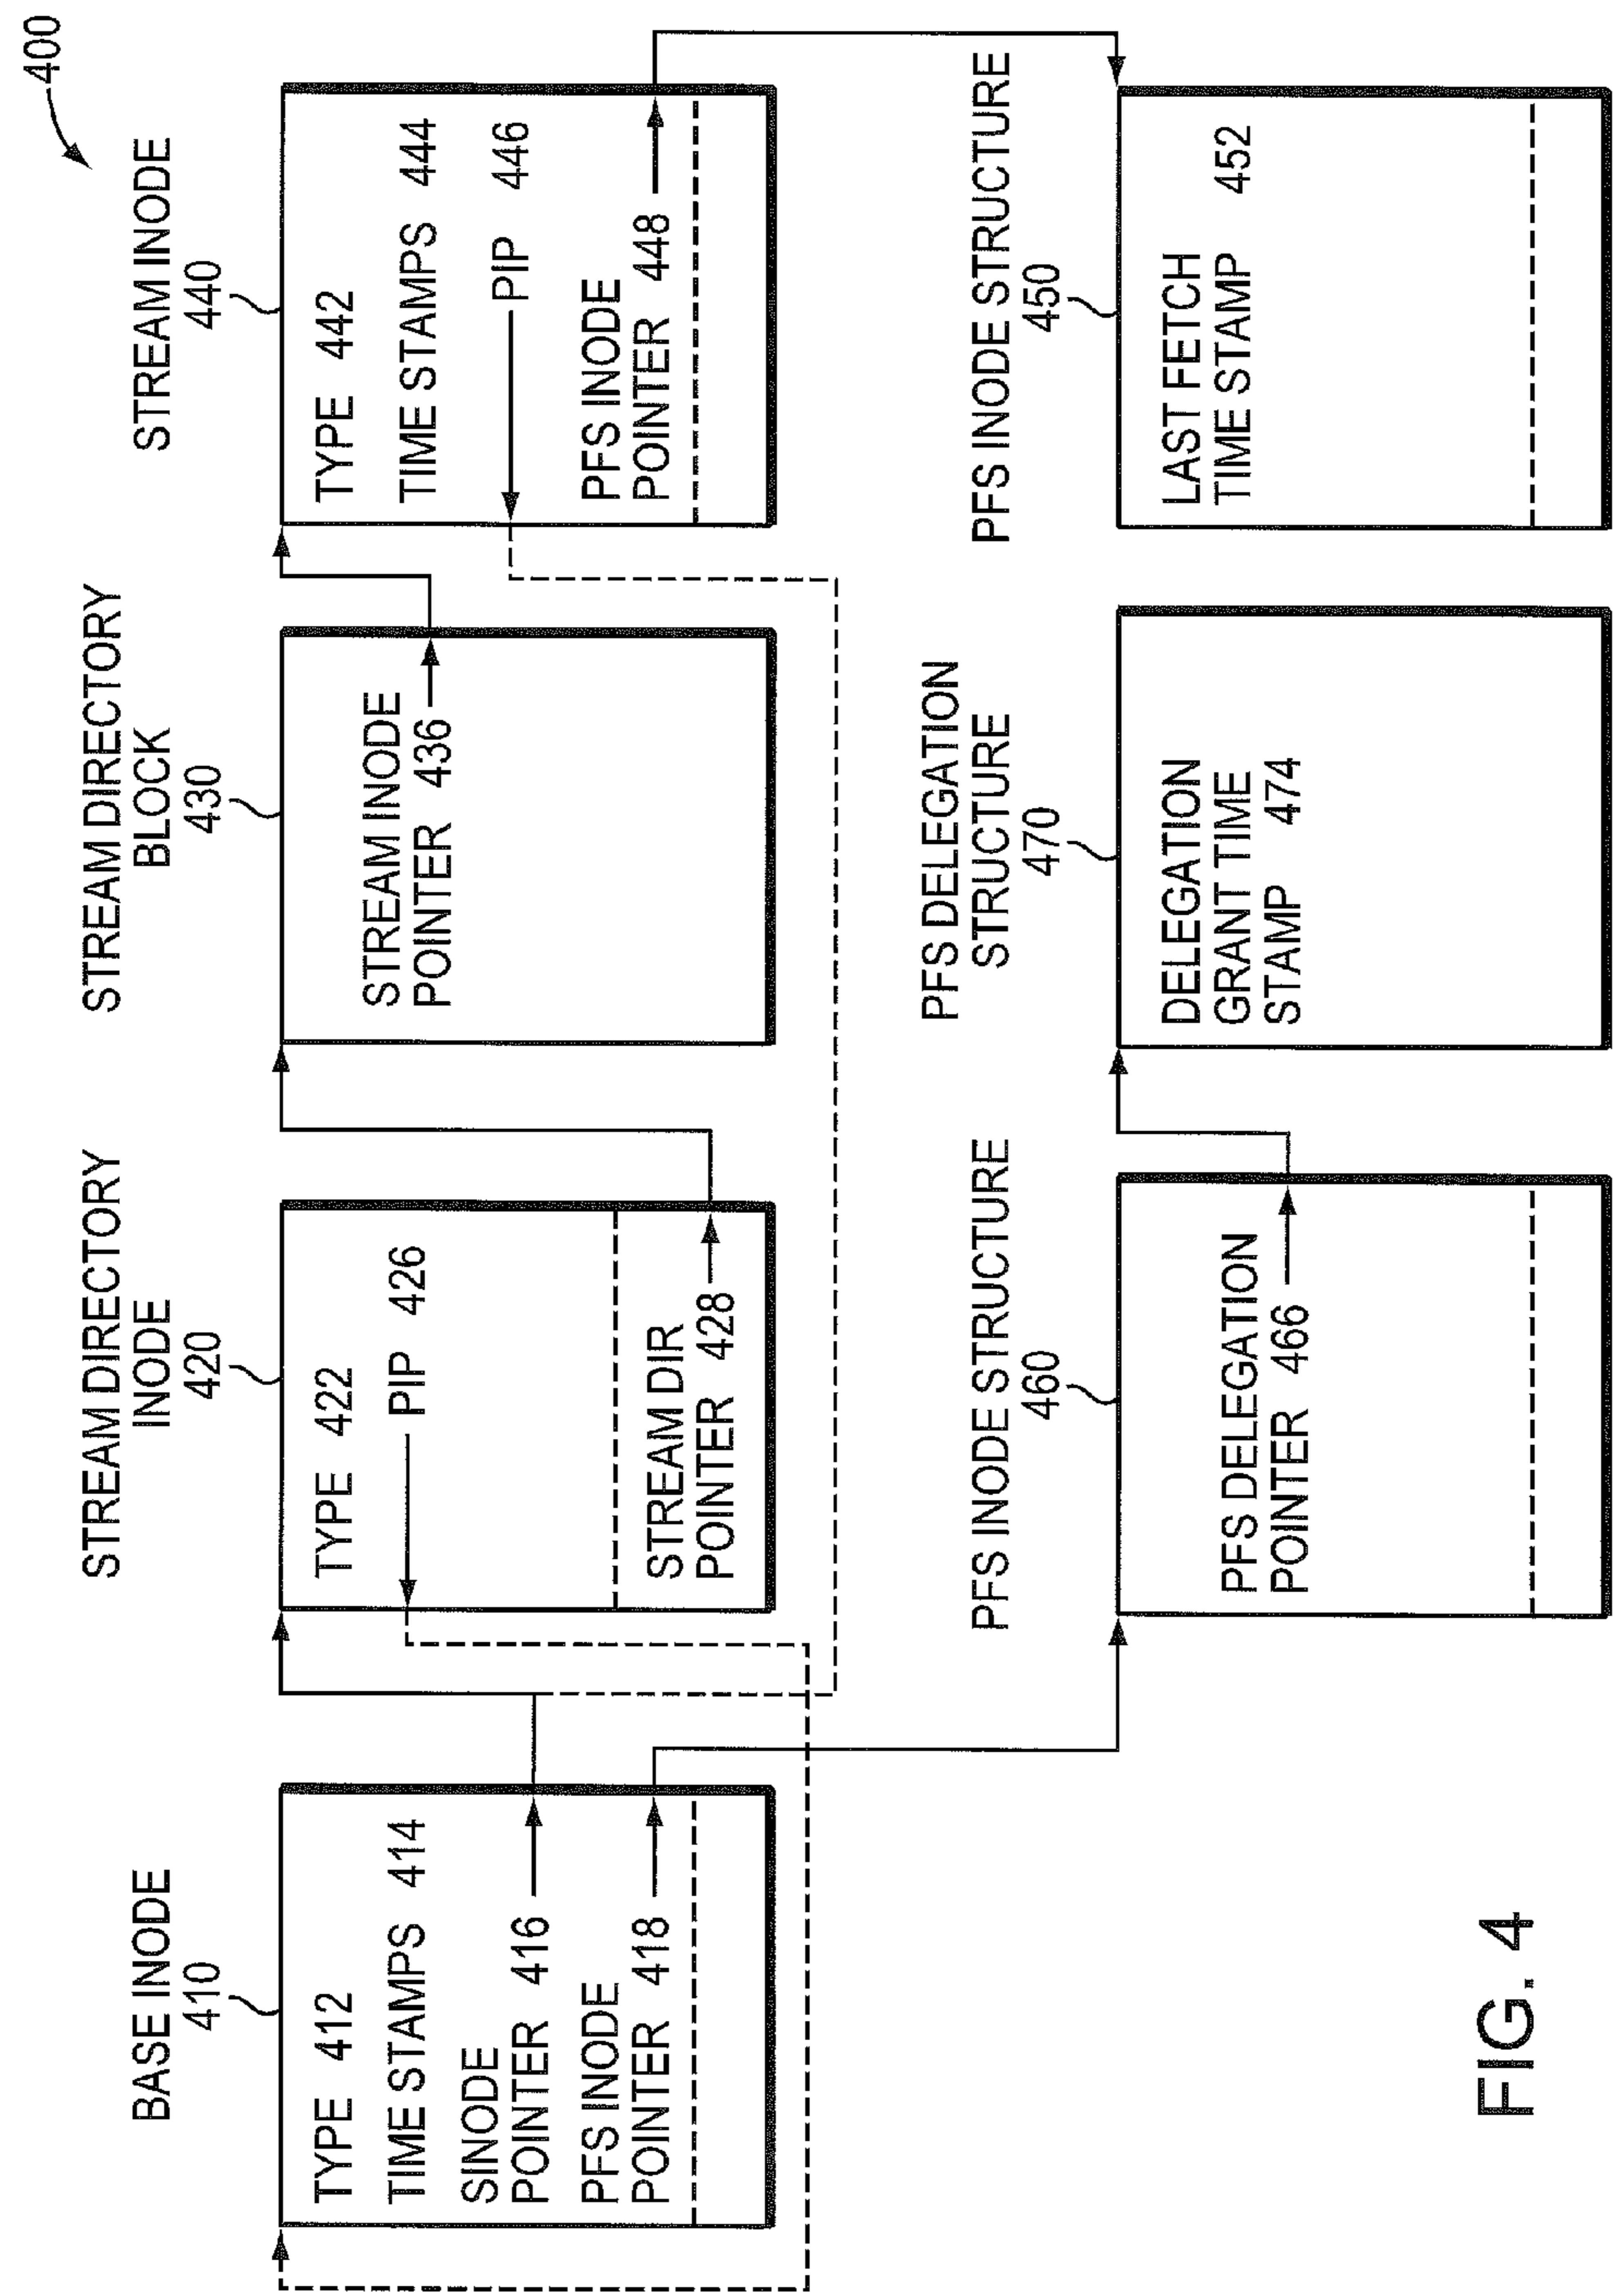 400
BASE INODE
410
TYPE 412
TIME STAMPS 414
SINODE
POINTER 416
PFS INODE
POINTER 418
STREAM DIRECTORY
INODE
420
TYPE 422
PIP 426
STREAM DIR
POINTER 428
STREAM DIRECTORY
BLOCK
430
STREAM INODE
POINTER 436
STREAM INODE
440
TYPE 442
TIME STAMPS 444
PIP 446
PFS INODE
POINTER 448
PFS INODE STRUCTURE
460
PFS DELEGATION
POINTER 466
PFS DELEGATION
STRUCTURE
470
DELEGATION
GRANT TIME
STAMP 474
PFS INODE STRUCTURE
450
LAST FETCH
TIME STAMP 452
FIG. 4